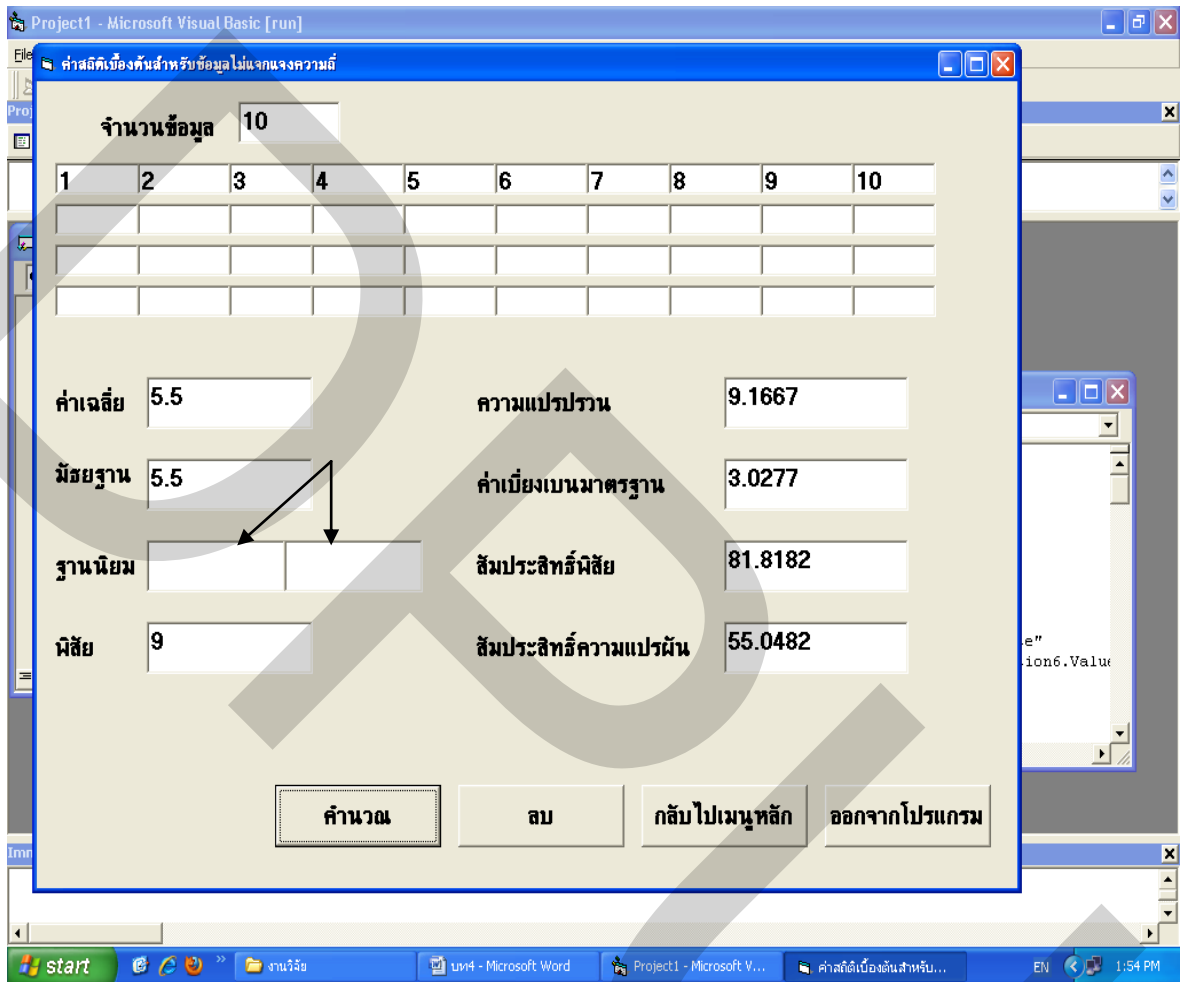 Project1 - Microsoft Visual Basic [run]
File
ค่าสถิติเบื้องต้นสำหรับข้อมูลไม่แจกแจงความถี่
จำนวนข้อมูล 10
1 2 3 4 5 6 7 8 9 10
ค่าเฉลี่ย 5.5 ความแปรปรวน 9.1667
มัธยฐาน 5.5 ค่าเบี่ยงเบนมาตรฐาน 3.0277
ฐานนิยม สัมประสิทธิ์พิสัย 81.8182
พิสัย 9 สัมประสิทธิ์ความแปรผัน 55.0482
ion6.Value
คำนวณ ลบ กลับไปเมนูหลัก ออกจากโปรแกรม
start งานวิจัย บท4 - Microsoft Word Project1 - Microsoft V... ค่าสถิติเบื้องต้นสำหรับ... EN 1:54 PM